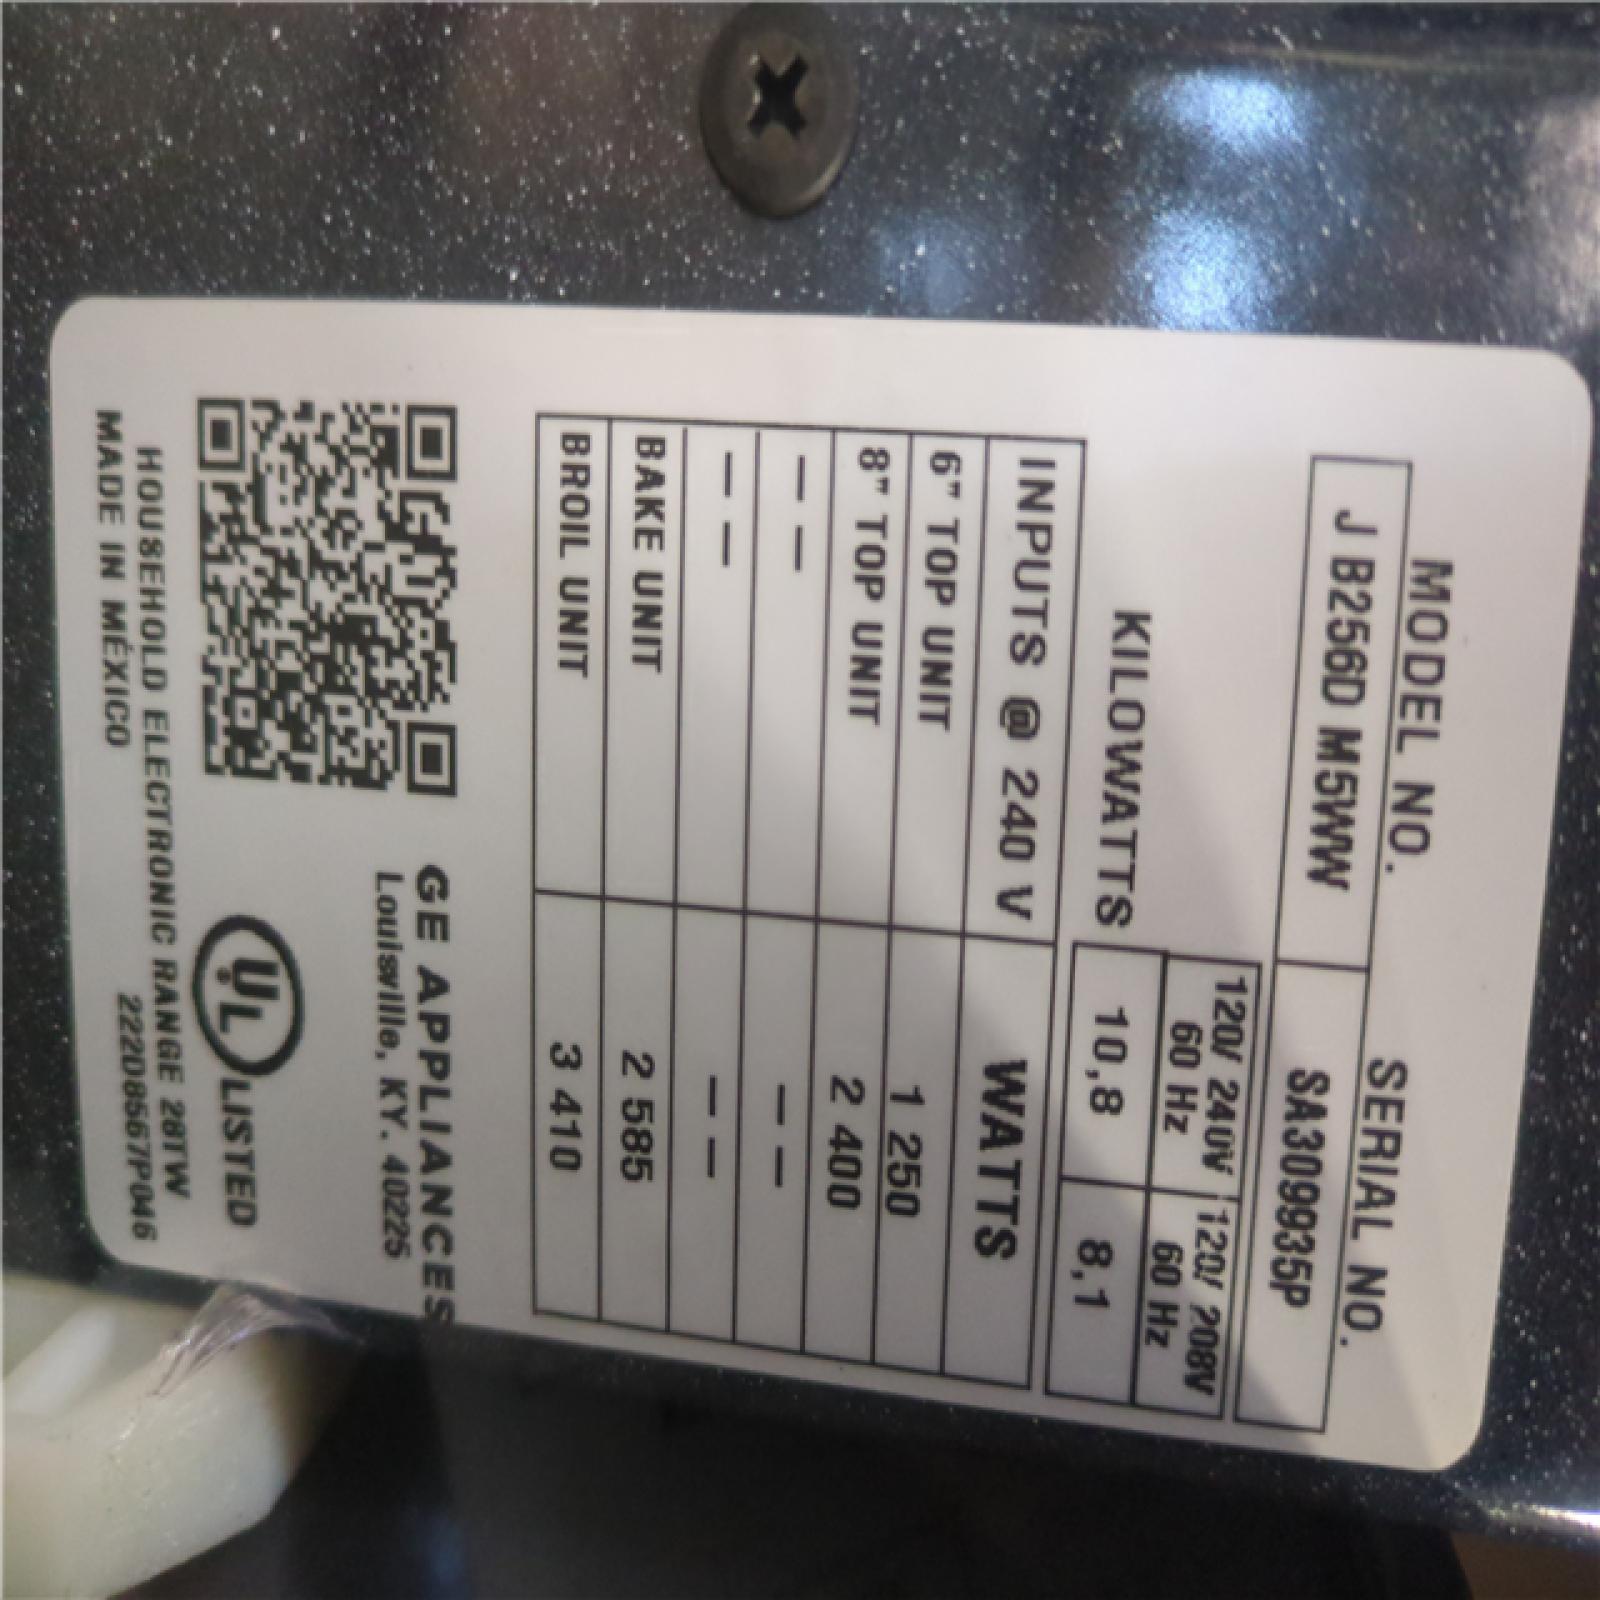 MODEL NO. SERIAL NO.
J B256D M5WW SA309935P
120/ 240V 120/ 208V
60 Hz 60 Hz
KILOWATTS 10,8 8,1
INPUTS @ 240 V WATTS
6" TOP UNIT 1 250
8" TOP UNIT 2 400
-- --
-- --
BAKE UNIT 2 585
BROIL UNIT 3 410
GE APPLIANCES
Louisville, KY. 40225
UL LISTED
HOUSEHOLD ELECTRONIC RANGE 28TW
MADE IN MÉXICO 222D8567P046